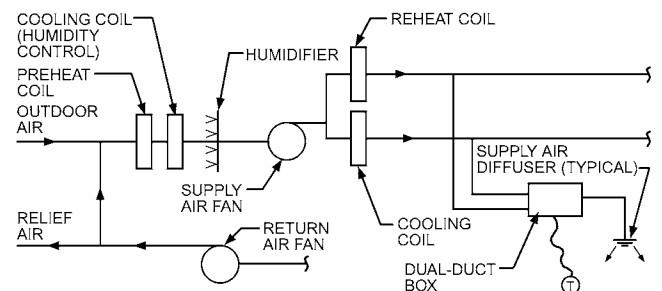 COOLING COIL
(HUMIDITY
CONTROL)
PREHEAT
COIL
OUTDOOR
AIR
HUMIDIFIER
REHEAT COIL
SUPPLY
AIR FAN
SUPPLY AIR
DIFFUSER (TYPICAL)
RELIEF
AIR
RETURN
AIR FAN
COOLING
COIL
DUAL-DUCT
BOX
T